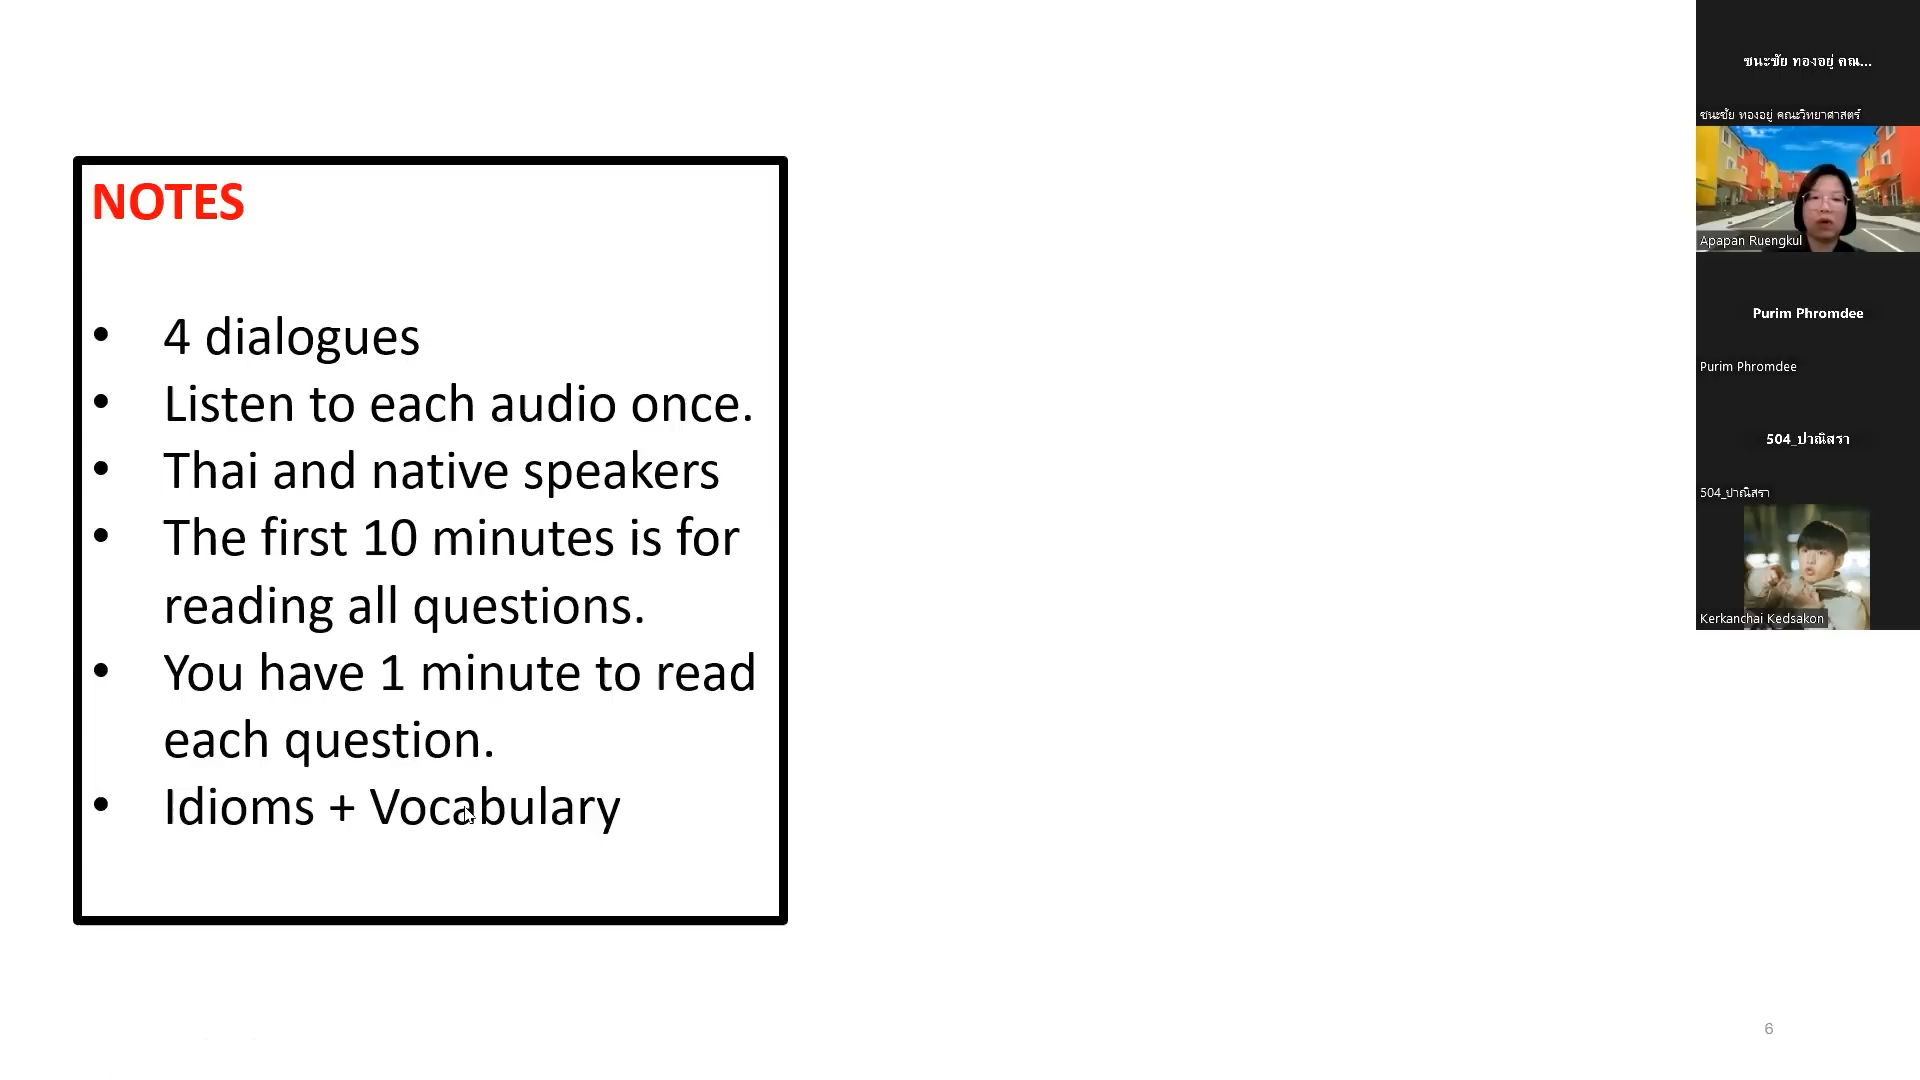 NOTES
• 4 dialogues
• Listen to each audio once.
• Thai and native speakers
• The first 10 minutes is for
reading all questions.
• You have 1 minute to read
each question.
• Idioms + Vocabulary
6
ชนะชัย ทองอยู่ คณ...
ชนะชัย ทองอยู่ คณะวิทยาศาสตร์
Apapan Ruengkul
Purim Phromdee
Purim Phromdee
504_ปาณิสรา
504_ปาณิสรา
Kerkanchai Kedsakon